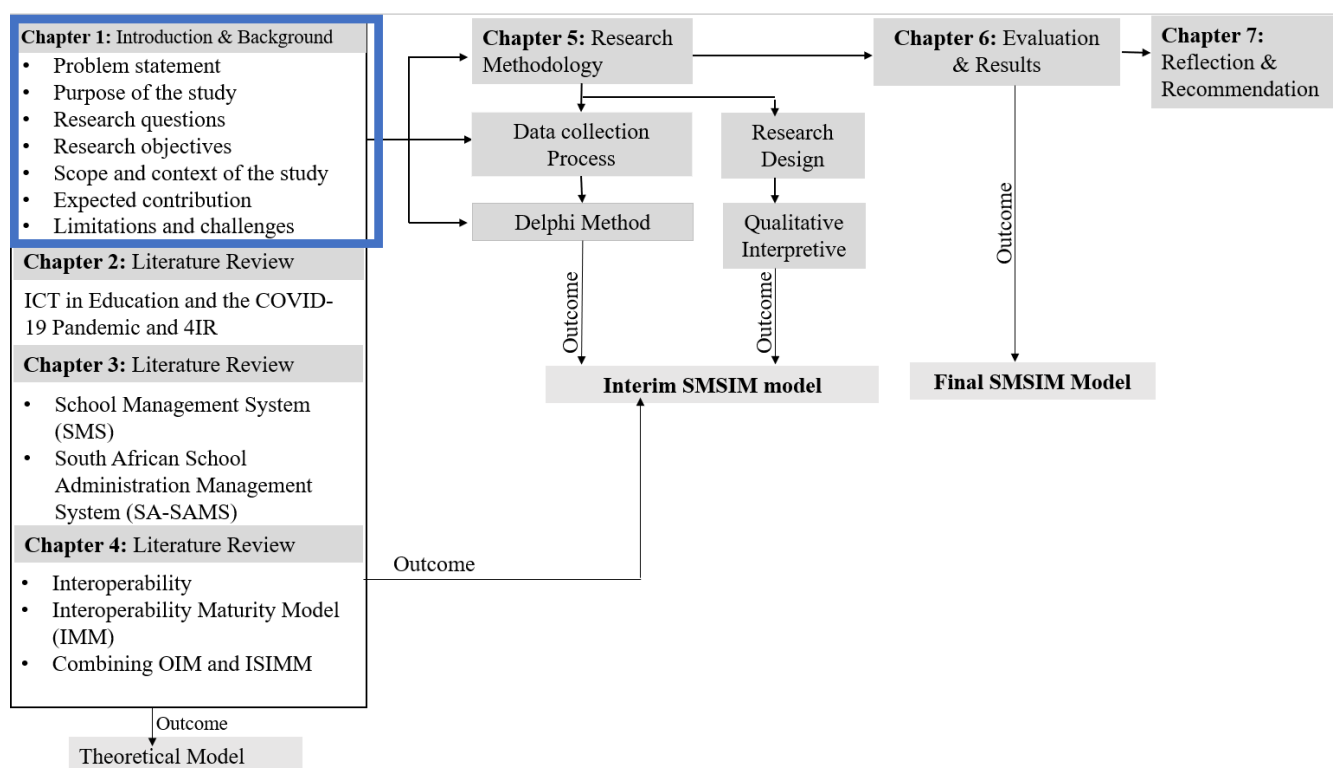 Chapter 1: Introduction & Background
• Problem statement
• Purpose of the study
• Research questions
• Research objectives
• Scope and context of the study
• Expected contribution
• Limitations and challenges
Chapter 2: Literature Review
ICT in Education and the COVID-
19 Pandemic and 4IR
Chapter 3: Literature Review
• School Management System
(SMS)
• South African School
Administration Management
System (SA-SAMS)
Chapter 4: Literature Review
• Interoperability
• Interoperability Maturity Model
(IMM)
• Combining OIM and ISIMM
Outcome
Theoretical Model
Outcome
Chapter 5: Research
Methodology
Data collection
Process
Delphi Method
Outcome
Research
Design
Qualitative
Interpretive
Outcome
Interim SMSIM model
Chapter 6: Evaluation
& Results
Outcome
Final SMSIM Model
Chapter 7:
Reflection &
Recommendation